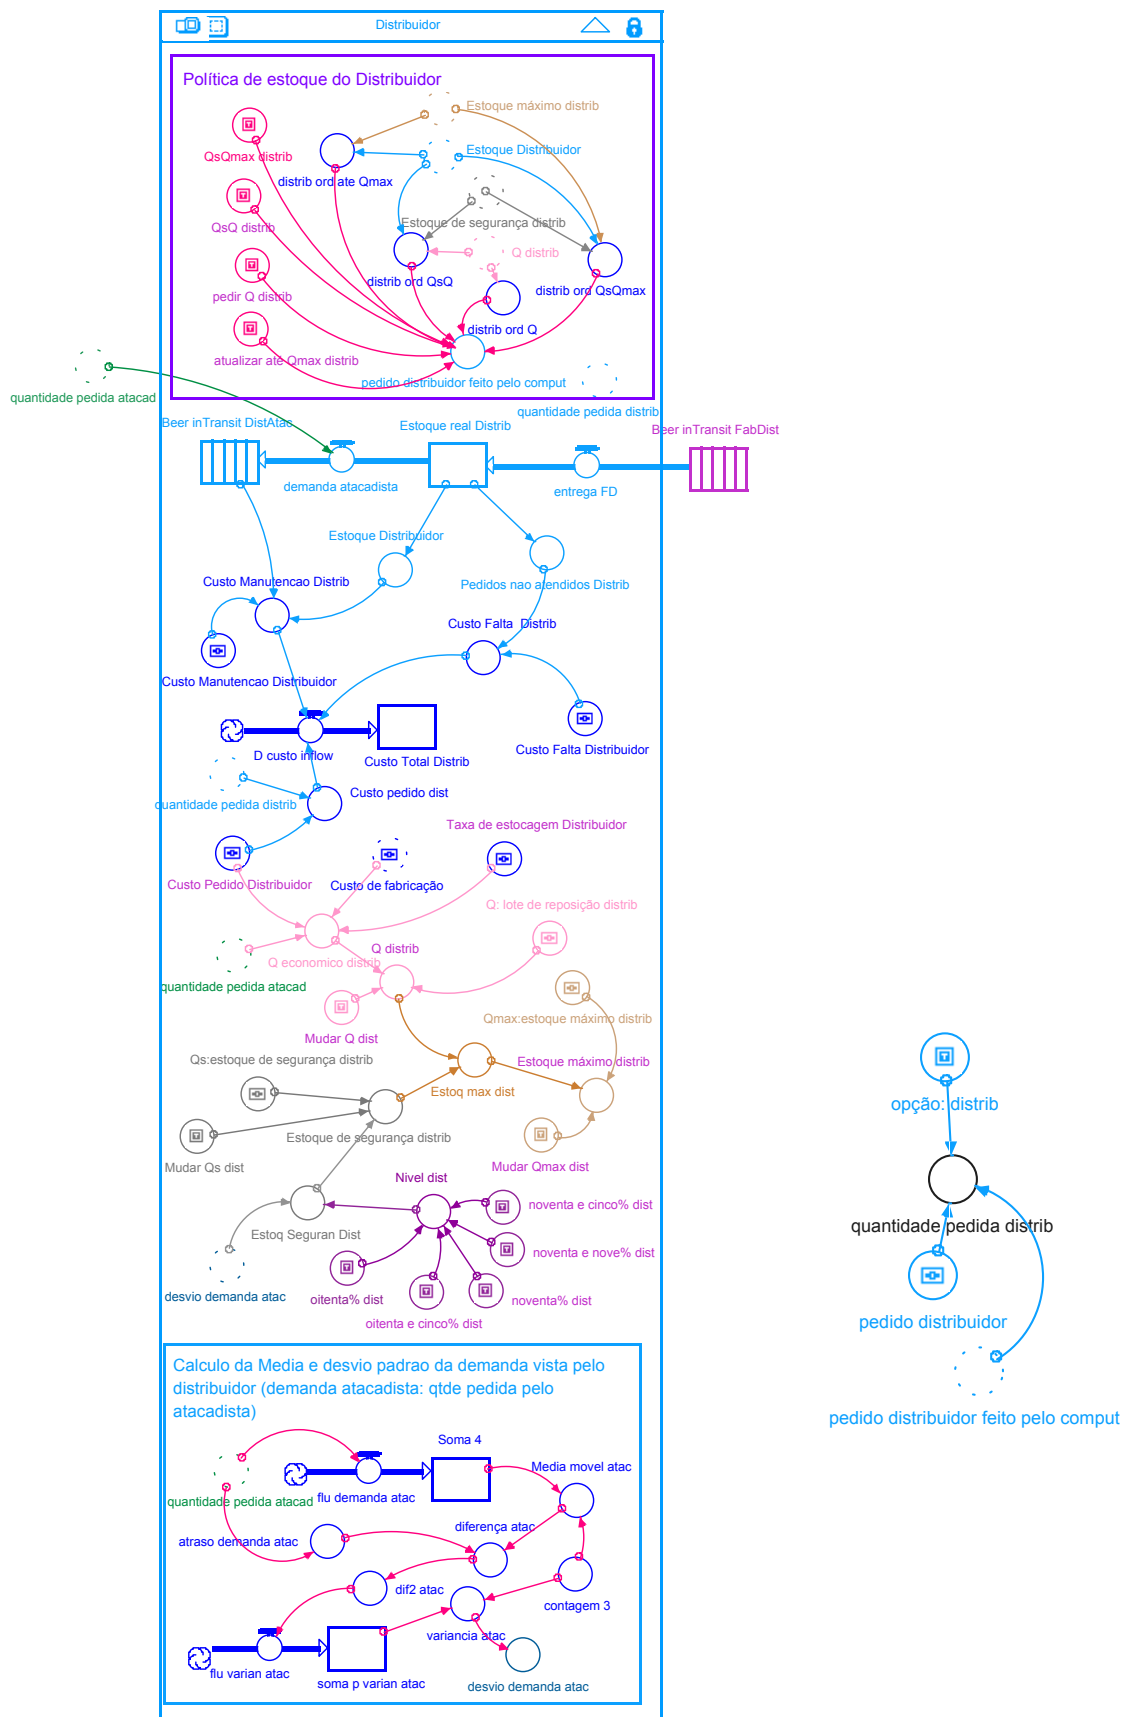 Distribuidor
Política de estoque do Distribuidor
Estoque máximo distrib
QsQmax distrib
Estoque Distribuidor
distrib ord ate Qmax
QsQ distrib
Estoque de segurança distrib
Q distrib
distrib ord QsQ
distrib ord QsQmax
pedir Q distrib
distrib ord Q
atualizar até Qmax distrib
pedido distribuidor feito pelo comput
quantidade pedida atacad
quantidade pedida distrib
Beer inTransit DistAtac
Estoque real Distrib
Beer inTransit FabDist
demanda atacadista
entrega FD
Estoque Distribuidor
Custo Manutencao Distrib
Pedidos nao atendidos Distrib
Custo Falta Distrib
Custo Manutencao Distribuidor
D custo inflow
Custo Total Distrib
Custo Falta Distribuidor
quantidade pedida distrib
Custo pedido dist
Taxa de estocagem Distribuidor
Custo Pedido Distribuidor
Custo de fabricação
Q: lote de reposição distrib
Q distrib
Q economico distrib
quantidade pedida atacad
Qmax:estoque máximo distrib
Mudar Q dist
Qs:estoque de segurança distrib
Estoque máximo distrib
Estoq max dist
Estoque de segurança distrib
Mudar Qs dist
Mudar Qmax dist
Nivel dist
noventa e cinco% dist
Estoq Seguran Dist
noventa e nove% dist
desvio demanda atac
oitenta% dist
noventa% dist
oitenta e cinco% dist
opção: distrib
quantidade pedida distrib
pedido distribuidor
pedido distribuidor feito pelo comput
Calculo da Media e desvio padrao da demanda vista pelo
distribuidor (demanda atacadista: qtde pedida pelo
atacadista)
Soma 4
Media movel atac
quantidade pedida atacad
flu demanda atac
diferença atac
atraso demanda atac
dif2 atac
contagem 3
variancia atac
flu varian atac
soma p varian atac
desvio demanda atac